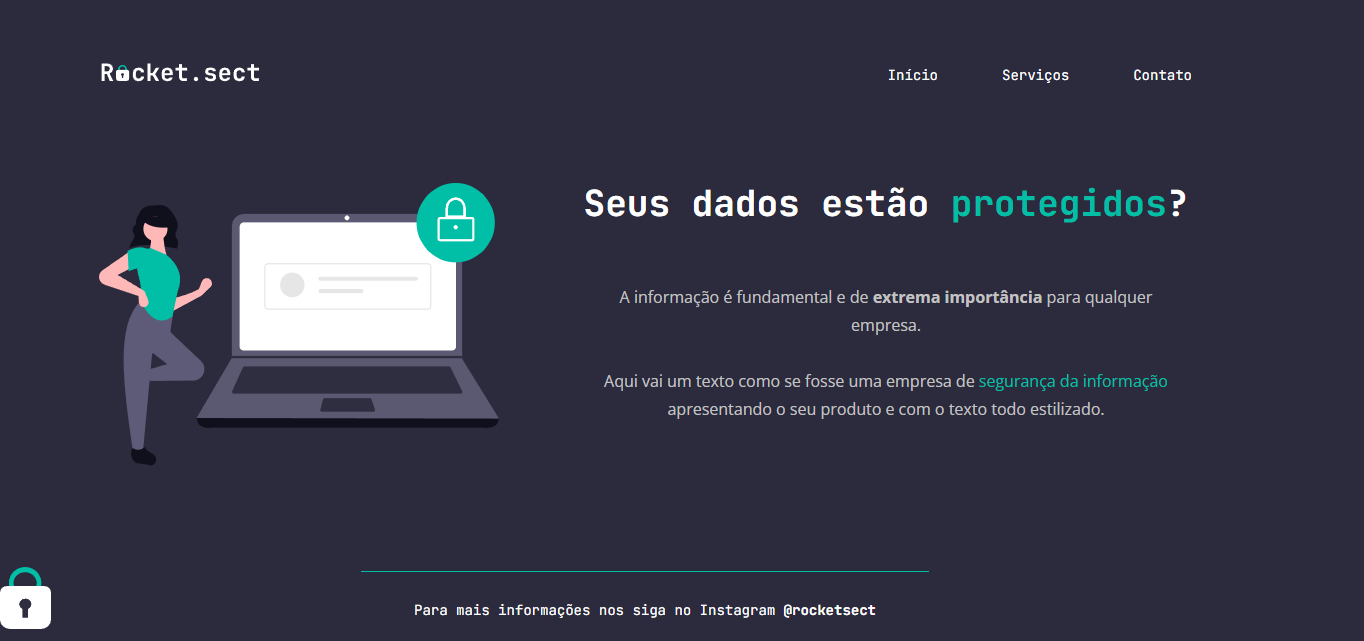 Rocket.sect
Início Serviços Contato
Seus dados estão protegidos?
A informação é fundamental e de extrema importância para qualquer
empresa.
Aqui vai um texto como se fosse uma empresa de segurança da informação
apresentando o seu produto e com o texto todo estilizado.
Para mais informações nos siga no Instagram @rocketsect